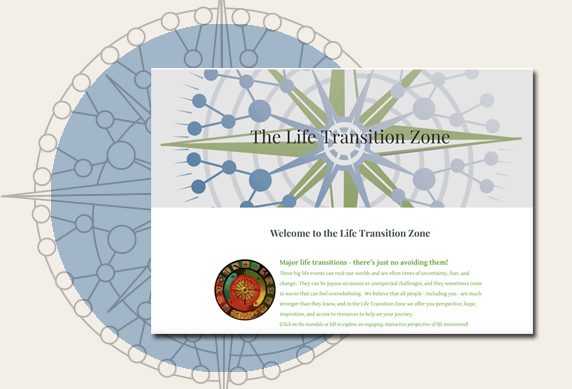 The Life Transition Zone
Welcome to the Life Transition Zone
Major life transitions - there's just no avoiding them!
These big life events can rock our worlds and are often times of uncertainty, fear, and
change. They can be joyous occasions or unexpected challenges, and they sometimes come
in waves that can feel overwhelming. We believe that all people - including you - are much
stronger than they know, and in the Life Transition Zone we offer you perspective, hope,
inspiration, and access to resources to help on your journey.
(Click on the mandala at left to explore an engaging, interactive perspective of life transitions!)